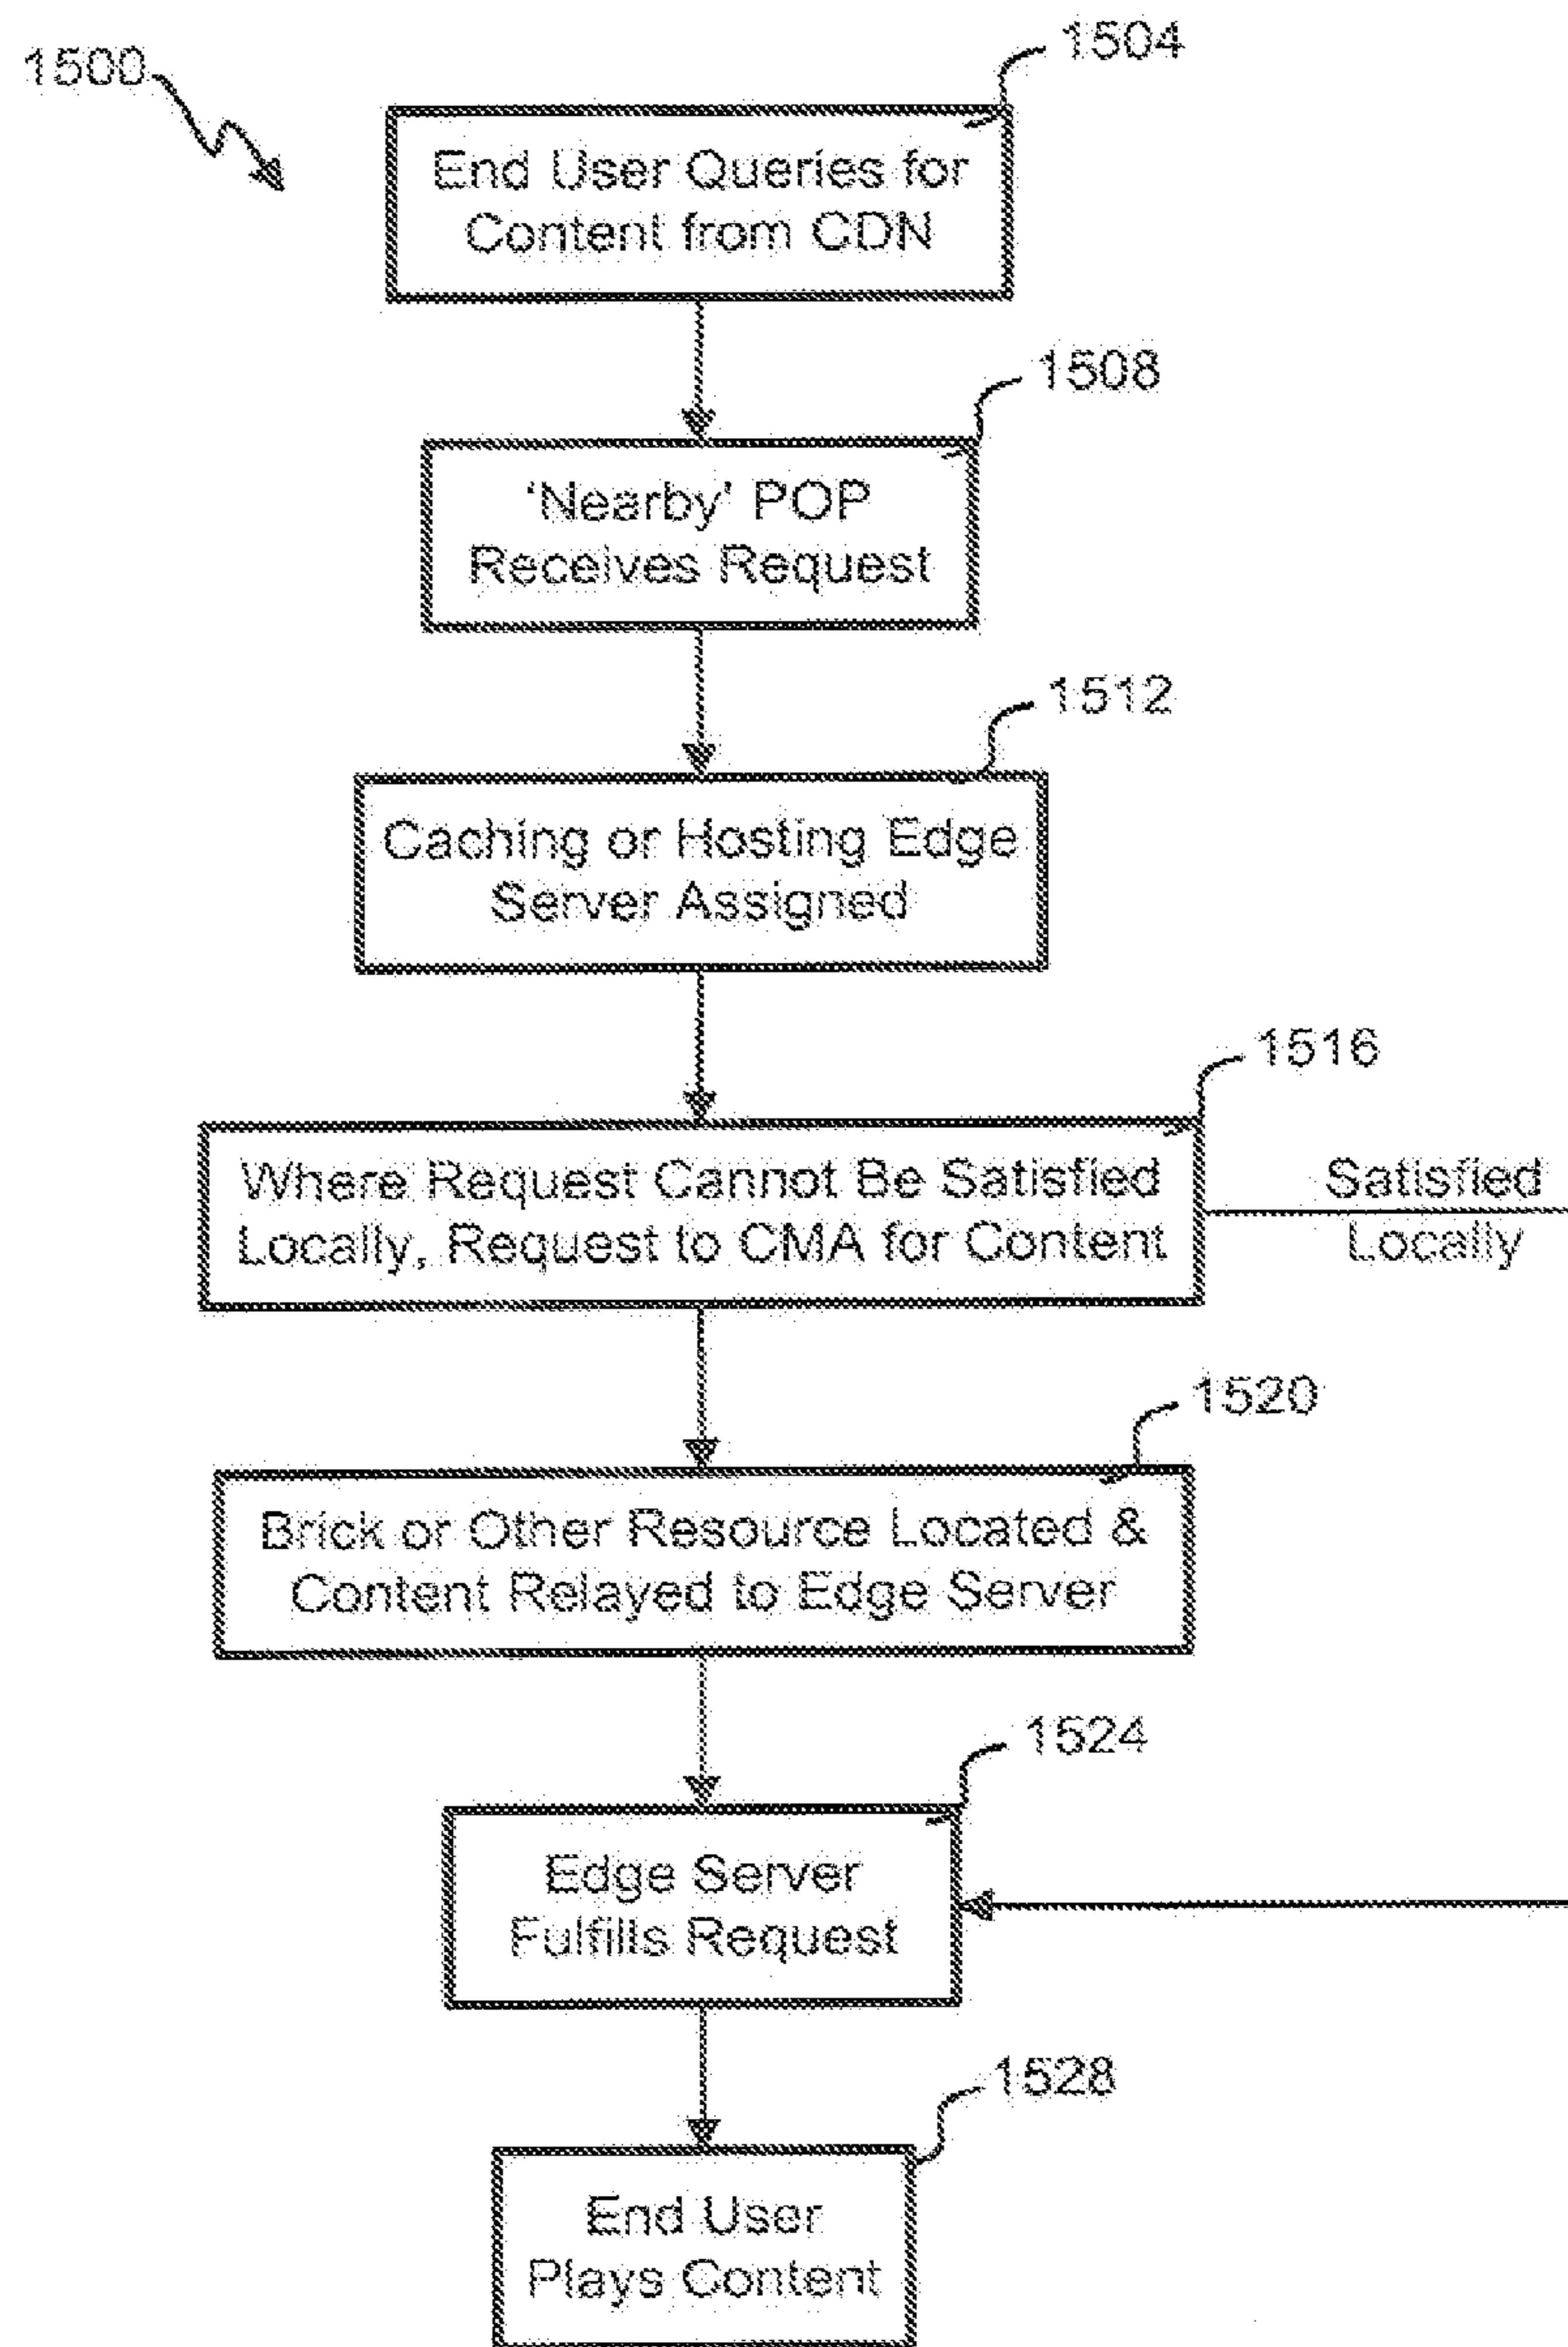 1500
1504
End User Queries for
Content from CDN
1508
'Nearby' POP
Receives Request
1512
Caching or Hosting Edge
Server Assigned
1516
Where Request Cannot Be Satisfied
Locally, Request to CMA for Content
Satisfied
Locally
1520
Brick or Other Resource Located &
Content Relayed to Edge Server
1524
Edge Server
Fulfills Request
1528
End User
Plays Content